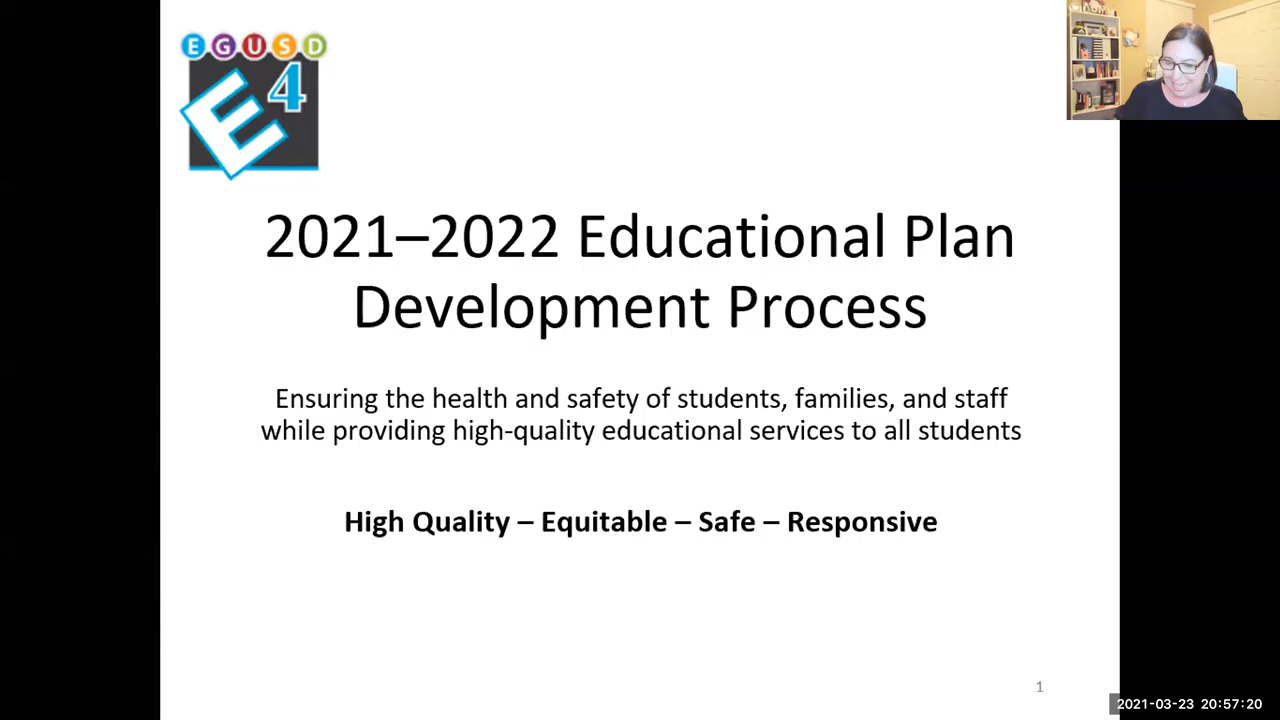 EGUSD
E4
2021–2022 Educational Plan
Development Process
Ensuring the health and safety of students, families, and staff
while providing high-quality educational services to all students
High Quality – Equitable – Safe – Responsive
1
2021-03-23 20:57:20